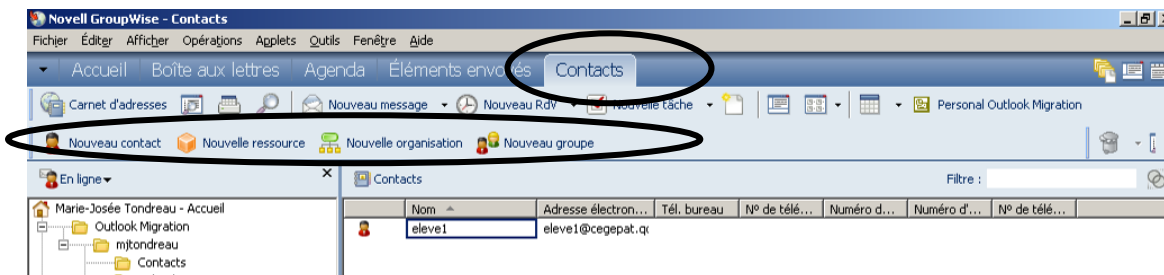 Novell GroupWise - Contacts
Fichier Éditer Afficher Opérations Applets Outils Fenêtre Aide
Accueil Boîte aux lettres Agenda Éléments envoyés Contacts
Carnet d'adresses Nouveau message Nouveau RdV Nouvelle tâche Personal Outlook Migration
Nouveau contact Nouvelle ressource Nouvelle organisation Nouveau groupe
En ligne Contacts Filtre :
Marie-Josée Tondreau - Accueil Nom Adresse électron... Tél. bureau Nº de télé... Numéro d... Numéro d'... Nº de télé...
Outlook Migration eleve1 eleve1@cegepat.qc
mjtondreau
Contacts